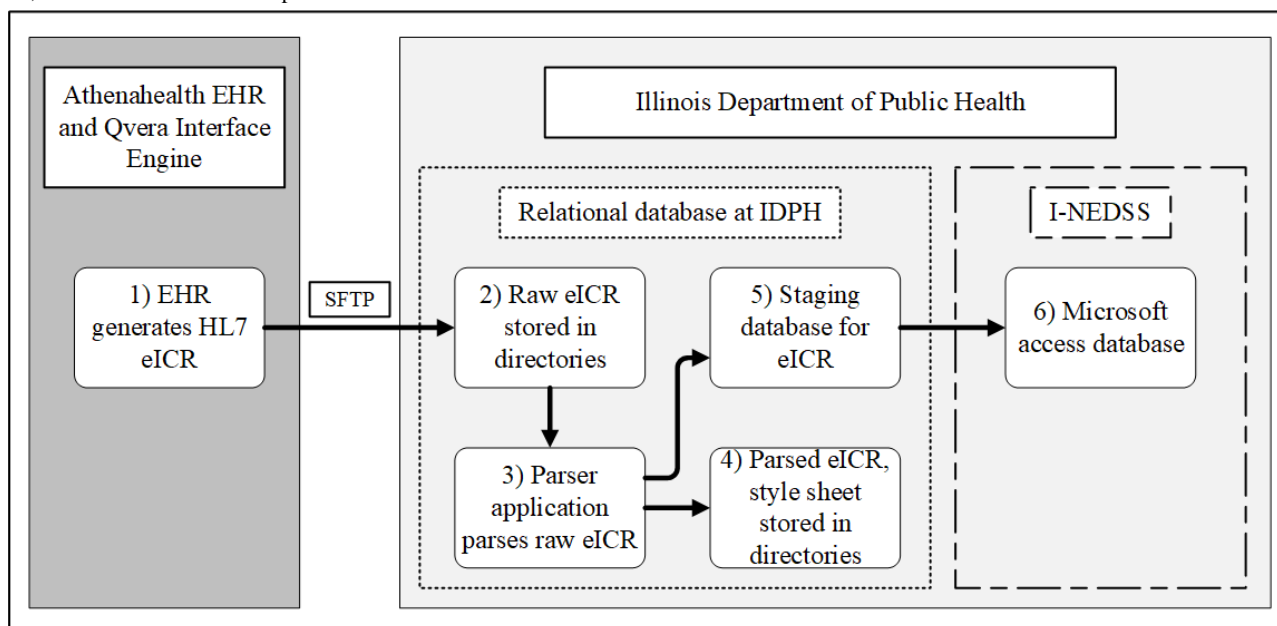 Athenahealth EHR
and Qvera Interface
Engine
Illinois Department of Public Health
Relational database at IDPH
I-NEDSS
1) EHR
generates HL7
eICR
SFTP
2) Raw eICR
stored in
directories
5) Staging
database for
eICR
6) Microsoft
access database
3) Parser
application
parses raw eICR
4) Parsed eICR,
style sheet
stored in
directories